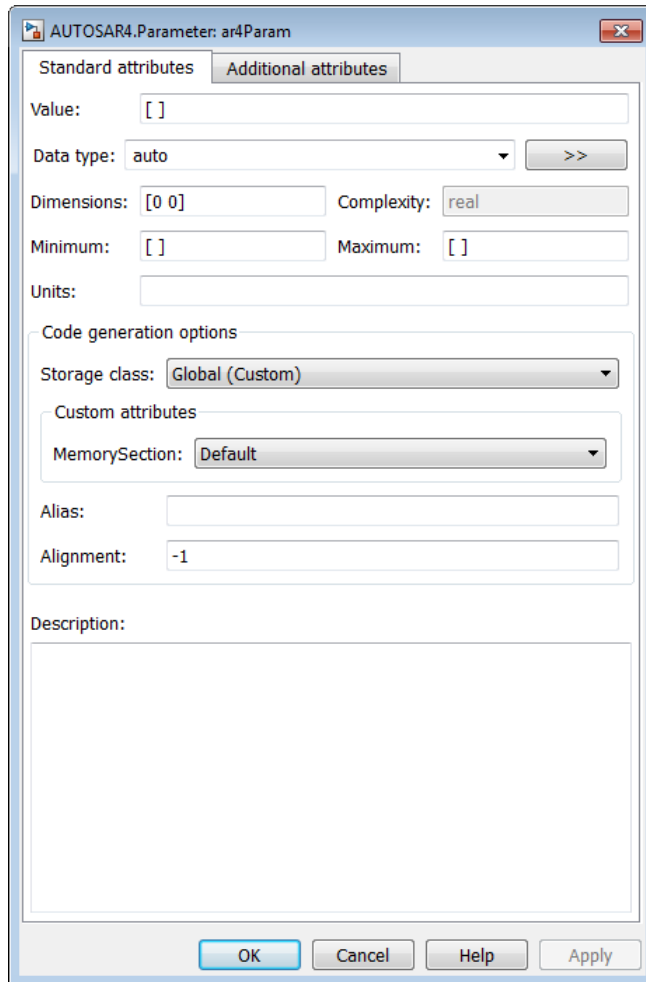 AUTOSAR4.Parameter: ar4Param
Standard attributes Additional attributes
Value: [ ]
Data type: auto >>
Dimensions: [0 0] Complexity: real
Minimum: [ ] Maximum: [ ]
Units:
Code generation options
Storage class: Global (Custom)
Custom attributes
MemorySection: Default
Alias:
Alignment: -1
Description:
OK Cancel Help Apply